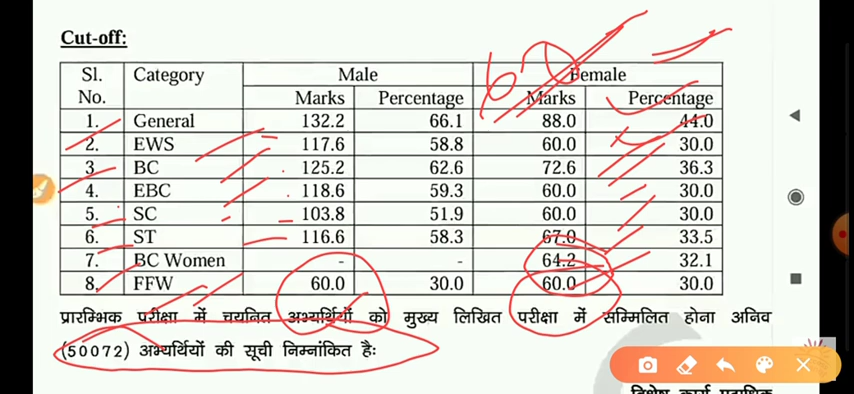 Cut-off:
Sl. No. Category Male Female
Marks Percentage Marks Percentage
1. General 132.2 66.1 88.0 44.0
2. EWS 117.6 58.8 60.0 30.0
3. BC 125.2 62.6 72.6 36.3
4. EBC 118.6 59.3 60.0 30.0
5. SC 103.8 51.9 60.0 30.0
6. ST 116.6 58.3 67.0 33.5
7. BC Women - - 64.2 32.1
8. FFW 60.0 30.0 60.0 30.0
प्रारम्भिक परीक्षा में चयनित अभ्यर्थियों को मुख्य लिखित परीक्षा में सम्मिलित होना अनिव
(50072) अभ्यर्थियों की सूची निम्नांकित है: